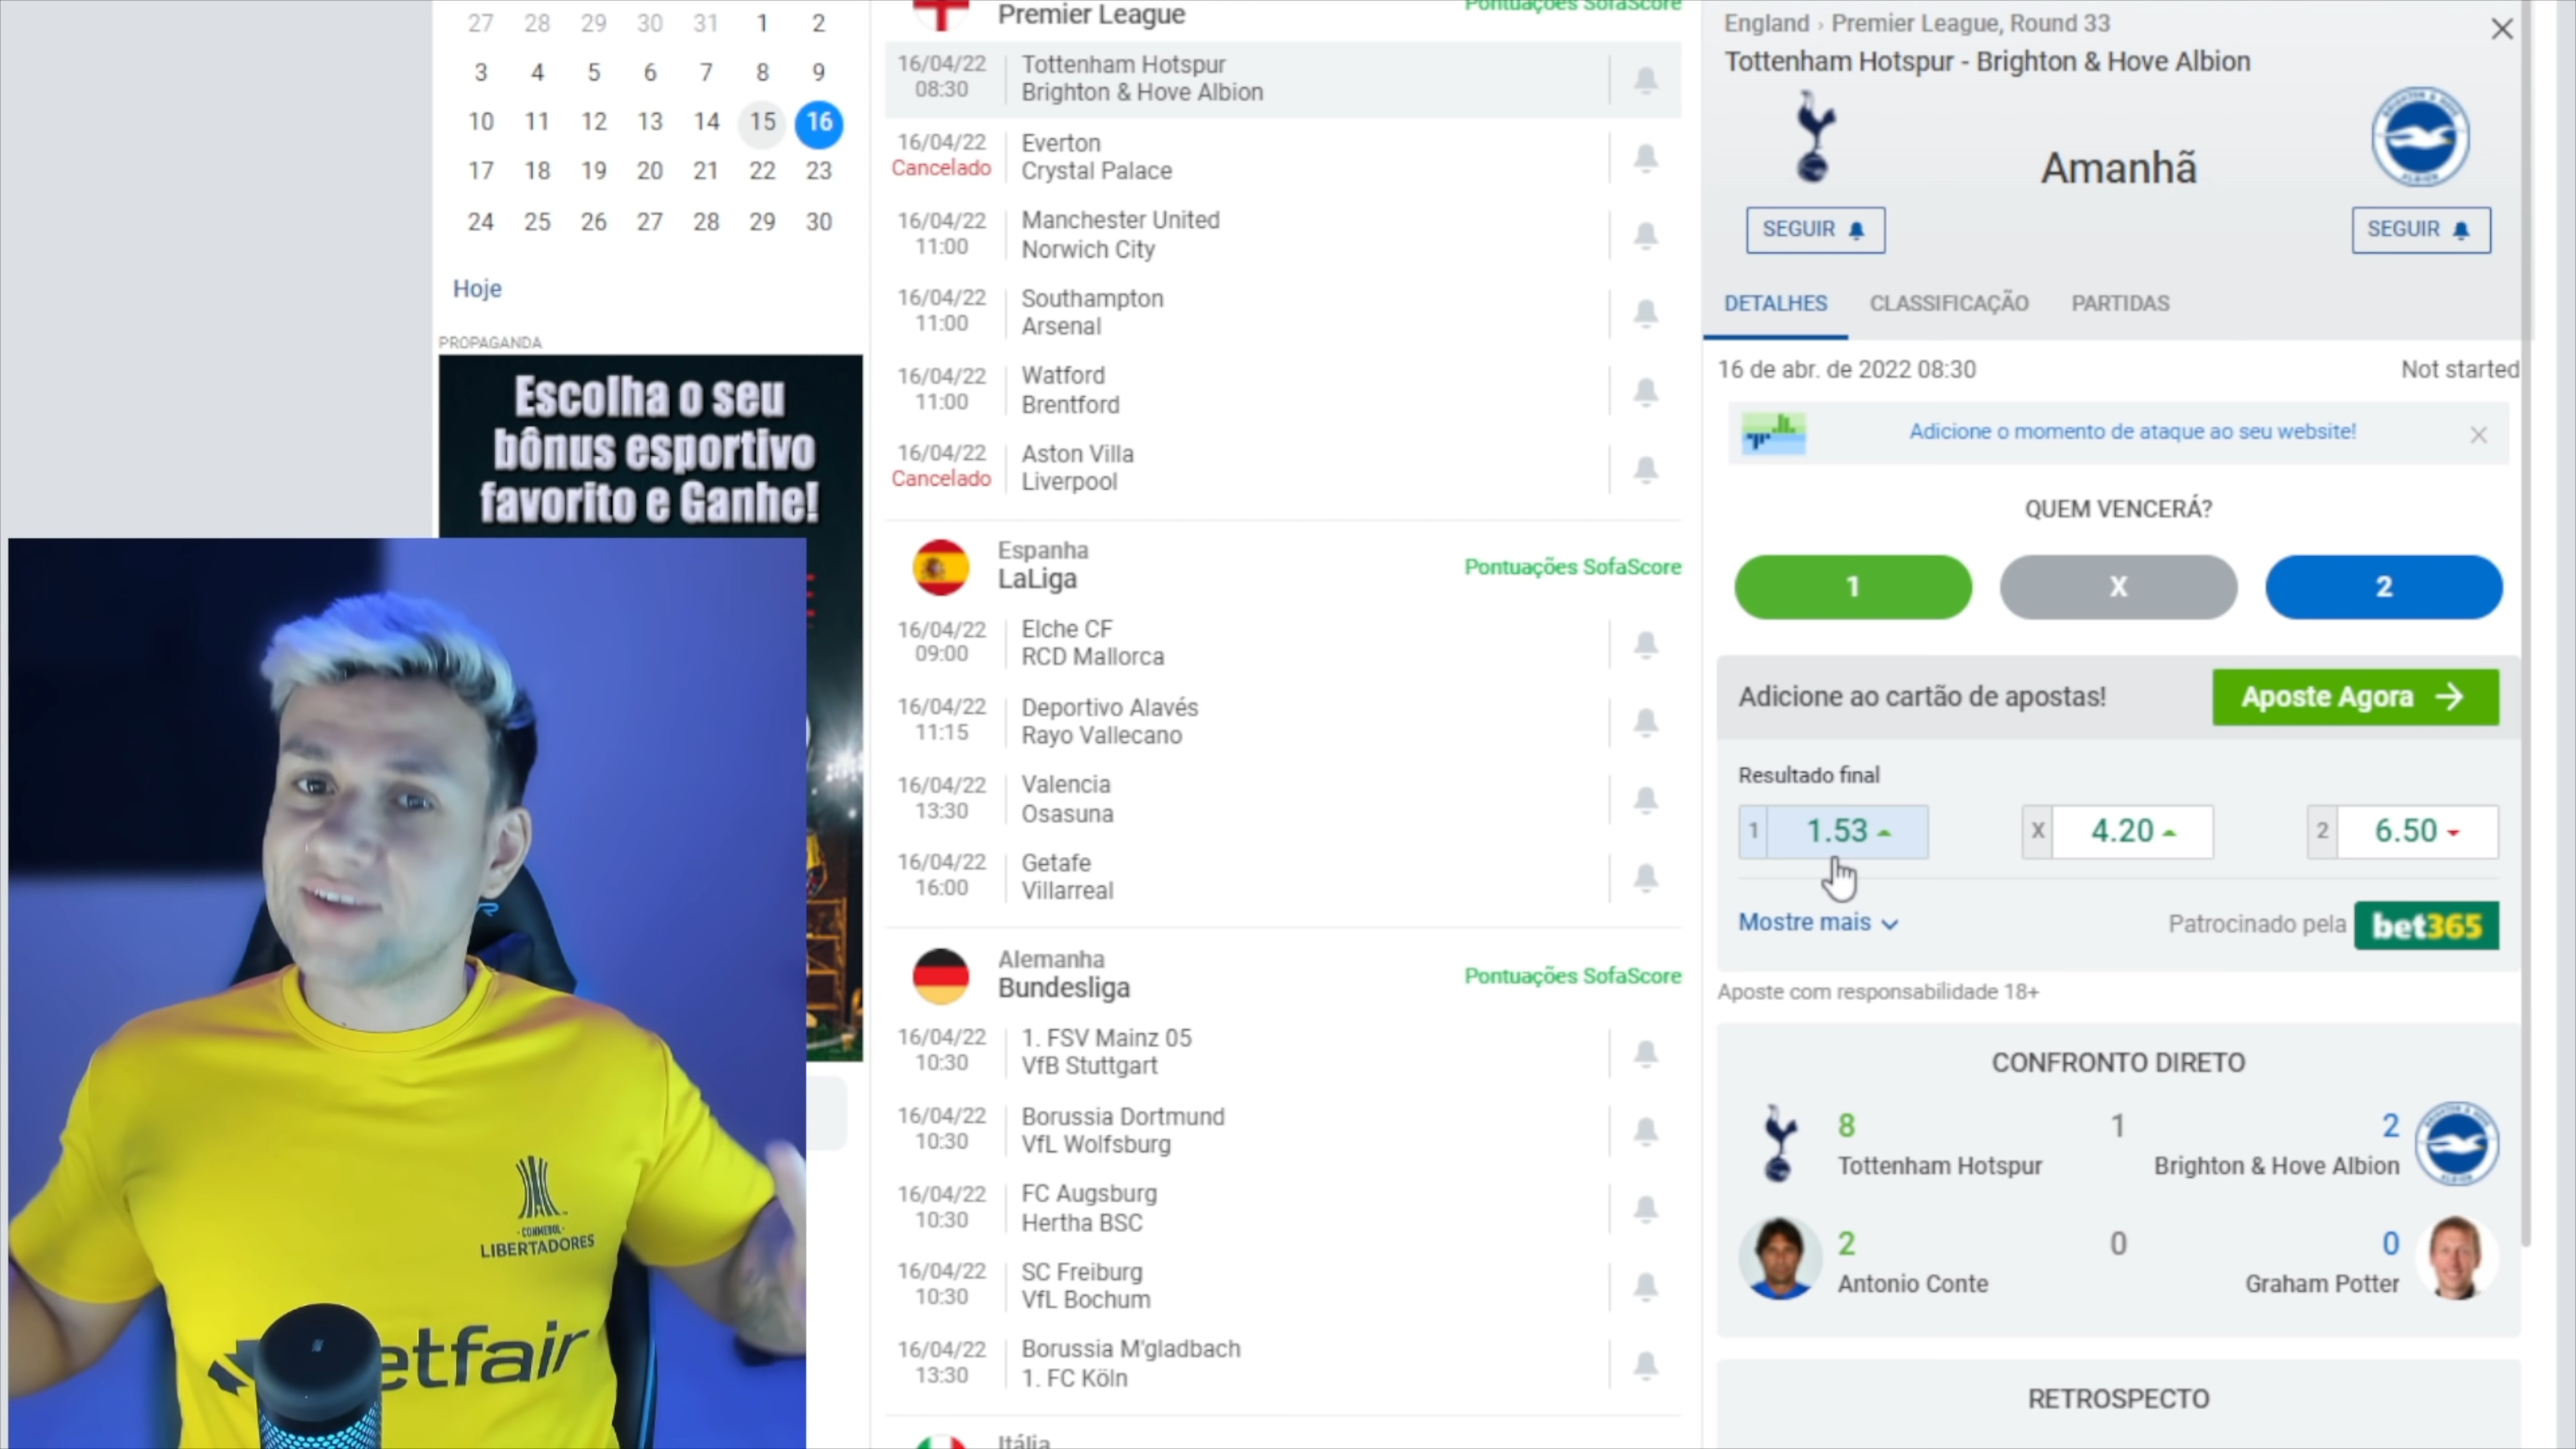 27 28 29 30 31 1 2
3 4 5 6 7 8 9
10 11 12 13 14 15 16
17 18 19 20 21 22 23
24 25 26 27 28 29 30
Hoje
PROPAGANDA
Escolha o seu
bônus esportivo
favorito e Ganhe!
CONMEBOL
LIBERTADORES
etfair
Premier League
Pontuações SofaScore
16/04/22 Tottenham Hotspur
08:30 Brighton & Hove Albion
16/04/22 Everton
Cancelado Crystal Palace
16/04/22 Manchester United
11:00 Norwich City
16/04/22 Southampton
11:00 Arsenal
16/04/22 Watford
11:00 Brentford
16/04/22 Aston Villa
Cancelado Liverpool
Espanha
LaLiga
Pontuações SofaScore
16/04/22 Elche CF
09:00 RCD Mallorca
16/04/22 Deportivo Alavés
11:15 Rayo Vallecano
16/04/22 Valencia
13:30 Osasuna
16/04/22 Getafe
16:00 Villarreal
Alemanha
Bundesliga
Pontuações SofaScore
16/04/22 1. FSV Mainz 05
10:30 VfB Stuttgart
16/04/22 Borussia Dortmund
10:30 VfL Wolfsburg
16/04/22 FC Augsburg
10:30 Hertha BSC
16/04/22 SC Freiburg
10:30 VfL Bochum
16/04/22 Borussia M'gladbach
13:30 1. FC Köln
Itália
England › Premier League, Round 33
Tottenham Hotspur - Brighton & Hove Albion
Amanhã
SEGUIR SEGUIR
DETALHES CLASSIFICAÇÃO PARTIDAS
16 de abr. de 2022 08:30 Not started
Adicione o momento de ataque ao seu website!
QUEM VENCERÁ?
1 X 2
Adicione ao cartão de apostas! Aposte Agora
Resultado final
1 1.53 X 4.20 2 6.50
Mostre mais Patrocinado pela bet365
Aposte com responsabilidade 18+
CONFRONTO DIRETO
8 1 2
Tottenham Hotspur Brighton & Hove Albion
2 0 0
Antonio Conte Graham Potter
RETROSPECTO